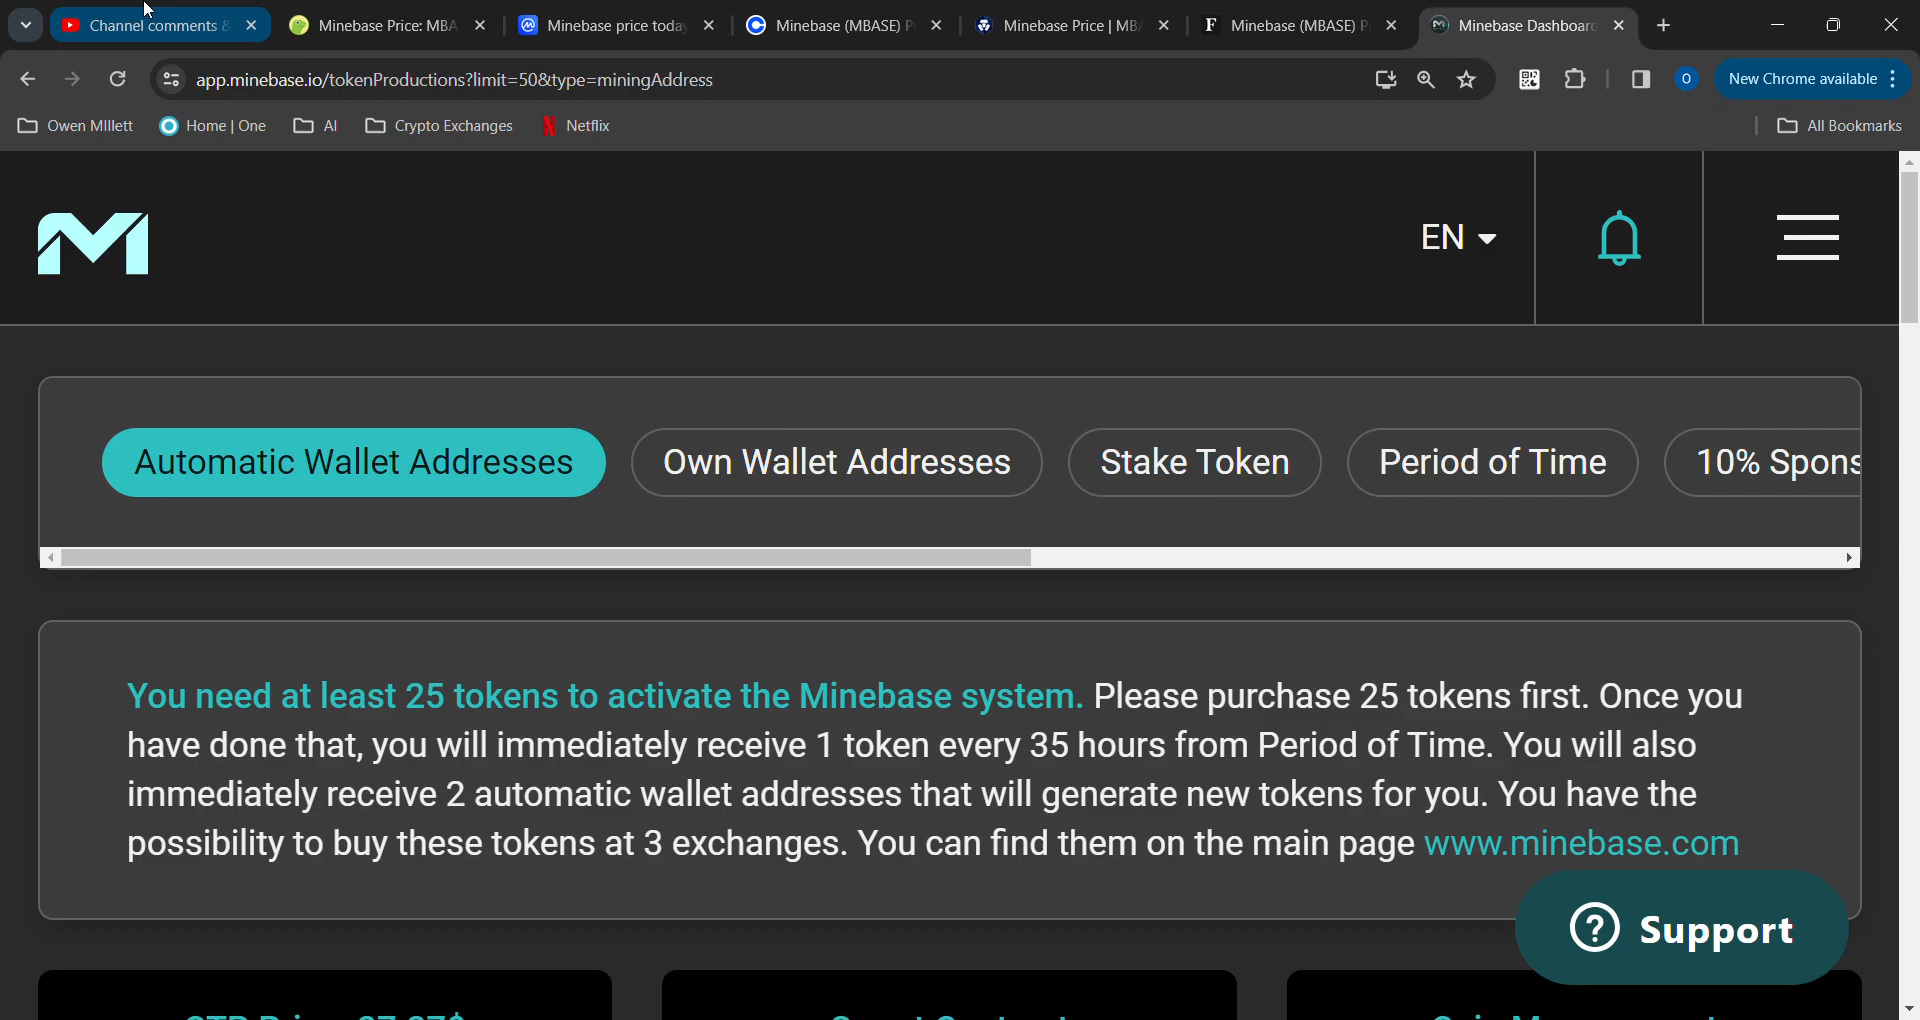 Channel comments &
Minebase Price: MBA
Minebase price today
Minebase (MBASE) P
Minebase Price | MBA
Minebase (MBASE) P
Minebase Dashboard
app.minebase.io/tokenProductions?limit=50&type=miningAddress
O
New Chrome available
Owen MIllett
Home | One
AI
Crypto Exchanges
Netflix
All Bookmarks
EN
Automatic Wallet Addresses
Own Wallet Addresses
Stake Token
Period of Time
10% Spons
You need at least 25 tokens to activate the Minebase system. Please purchase 25 tokens first. Once you
have done that, you will immediately receive 1 token every 35 hours from Period of Time. You will also
immediately receive 2 automatic wallet addresses that will generate new tokens for you. You have the
possibility to buy these tokens at 3 exchanges. You can find them on the main page www.minebase.com
Support